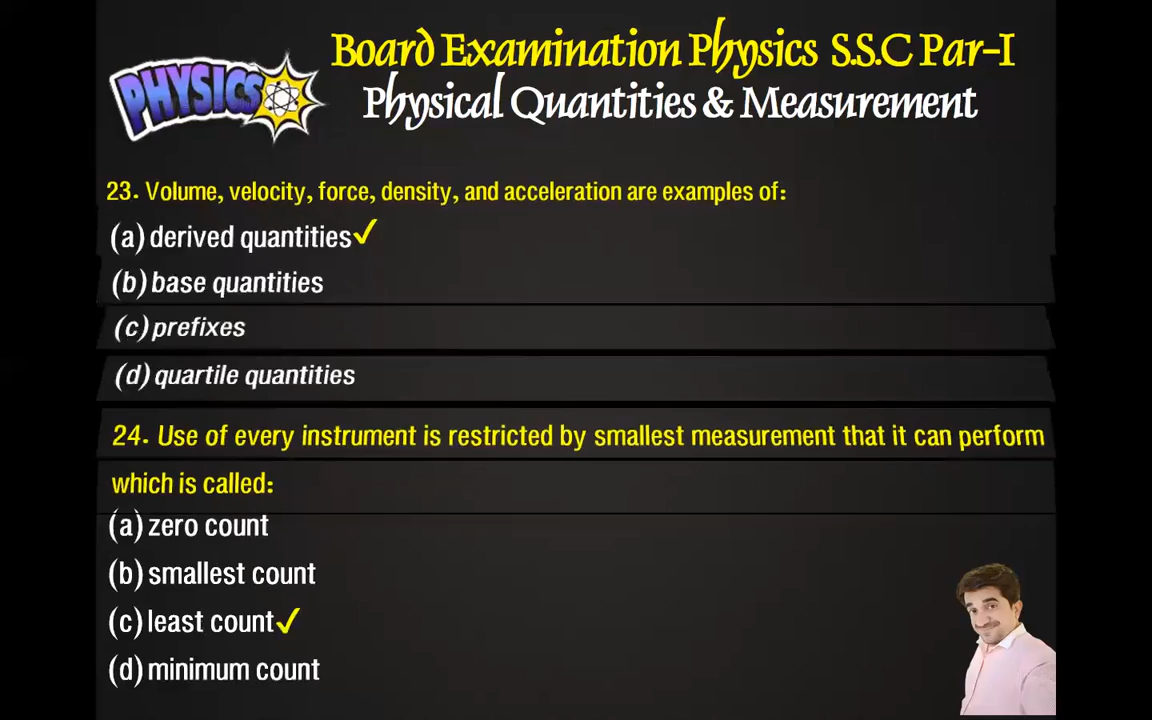 PHYSICS
Board Examination Physics S.S.C Par-I
Physical Quantities & Measurement
23. Volume, velocity, force, density, and acceleration are examples of:
(a) derived quantities✓
(b) base quantities
(c) prefixes
(d) quartile quantities
24. Use of every instrument is restricted by smallest measurement that it can perform
which is called:
(a) zero count
(b) smallest count
(c) least count✓
(d) minimum count